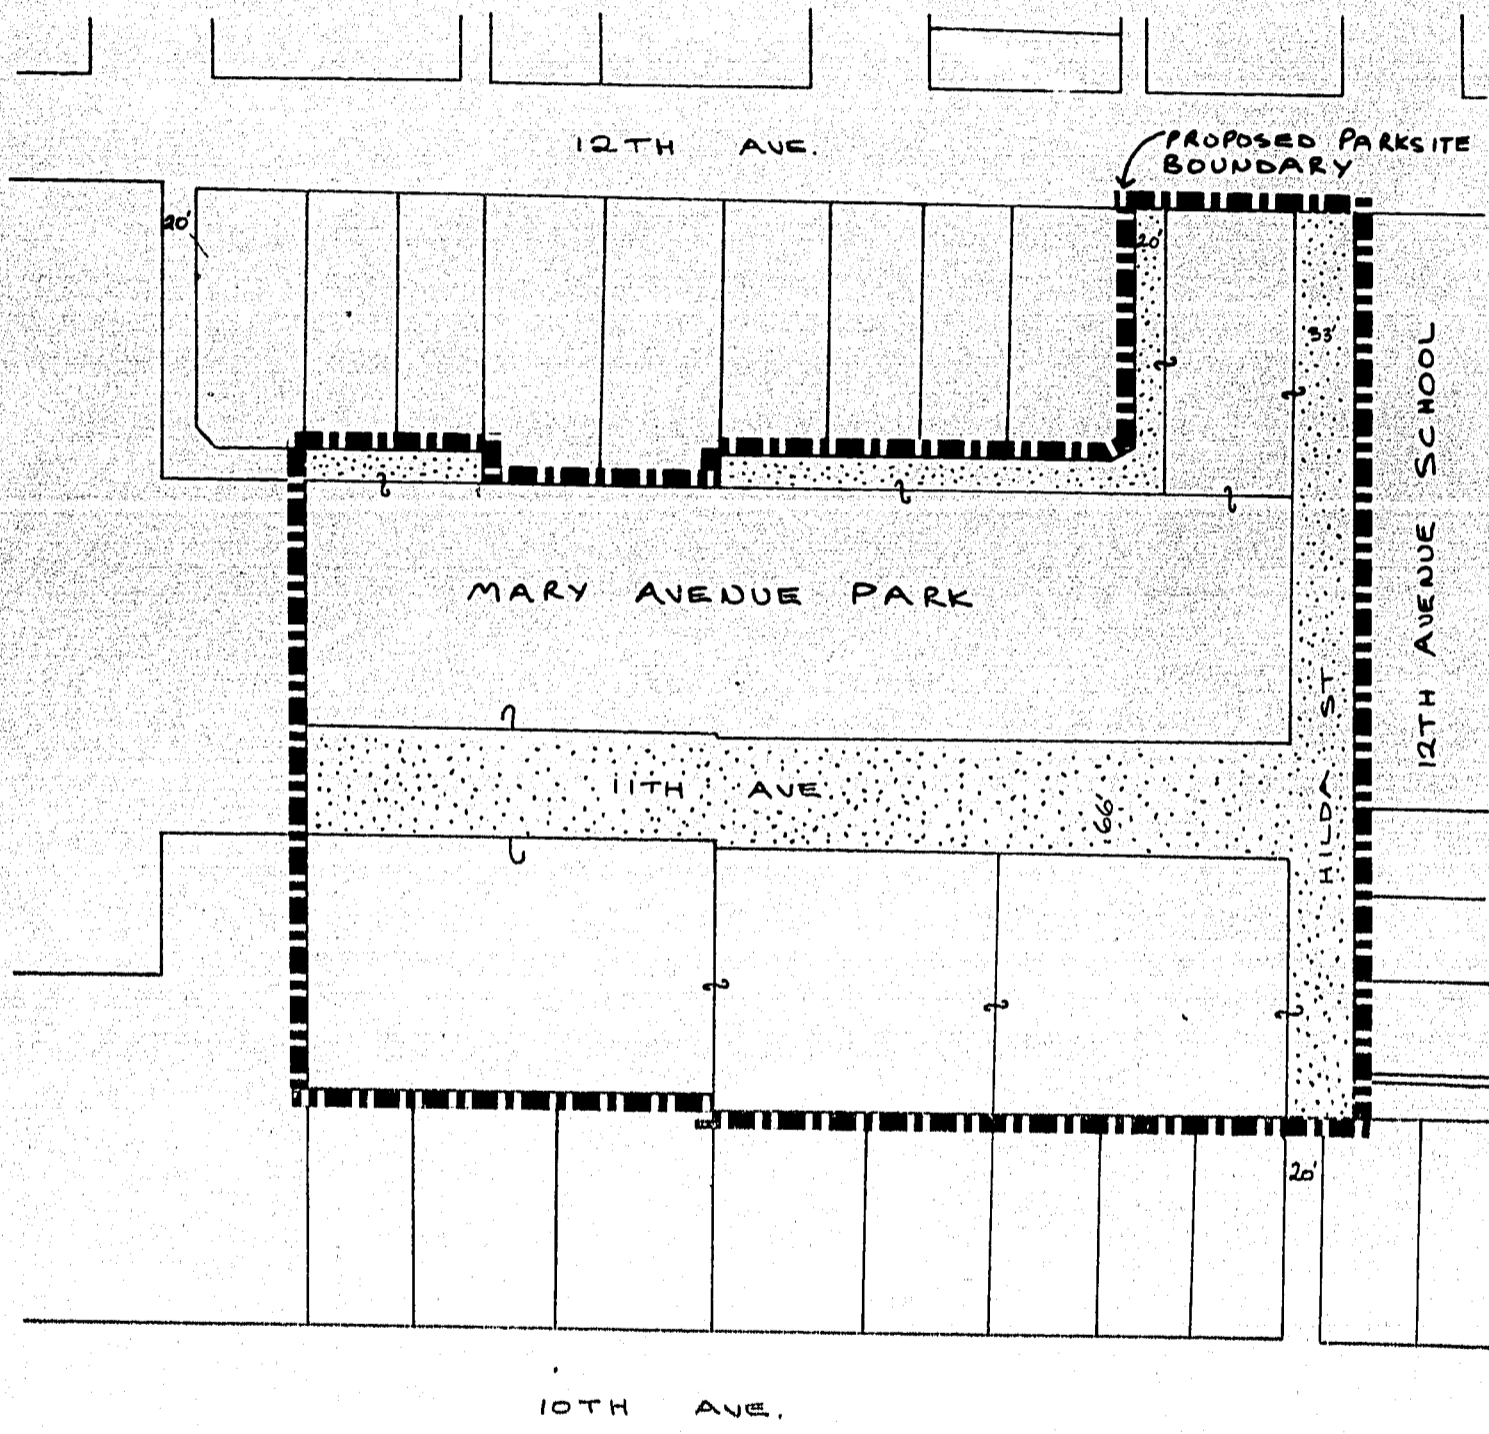 12TH AVE.
PROPOSED PARKSITE
BOUNDARY
20'
20'
33'
12TH AVENUE SCHOOL
MARY AVENUE PARK
HILDA ST.
11TH AVE
66'
20'
10TH AVE.